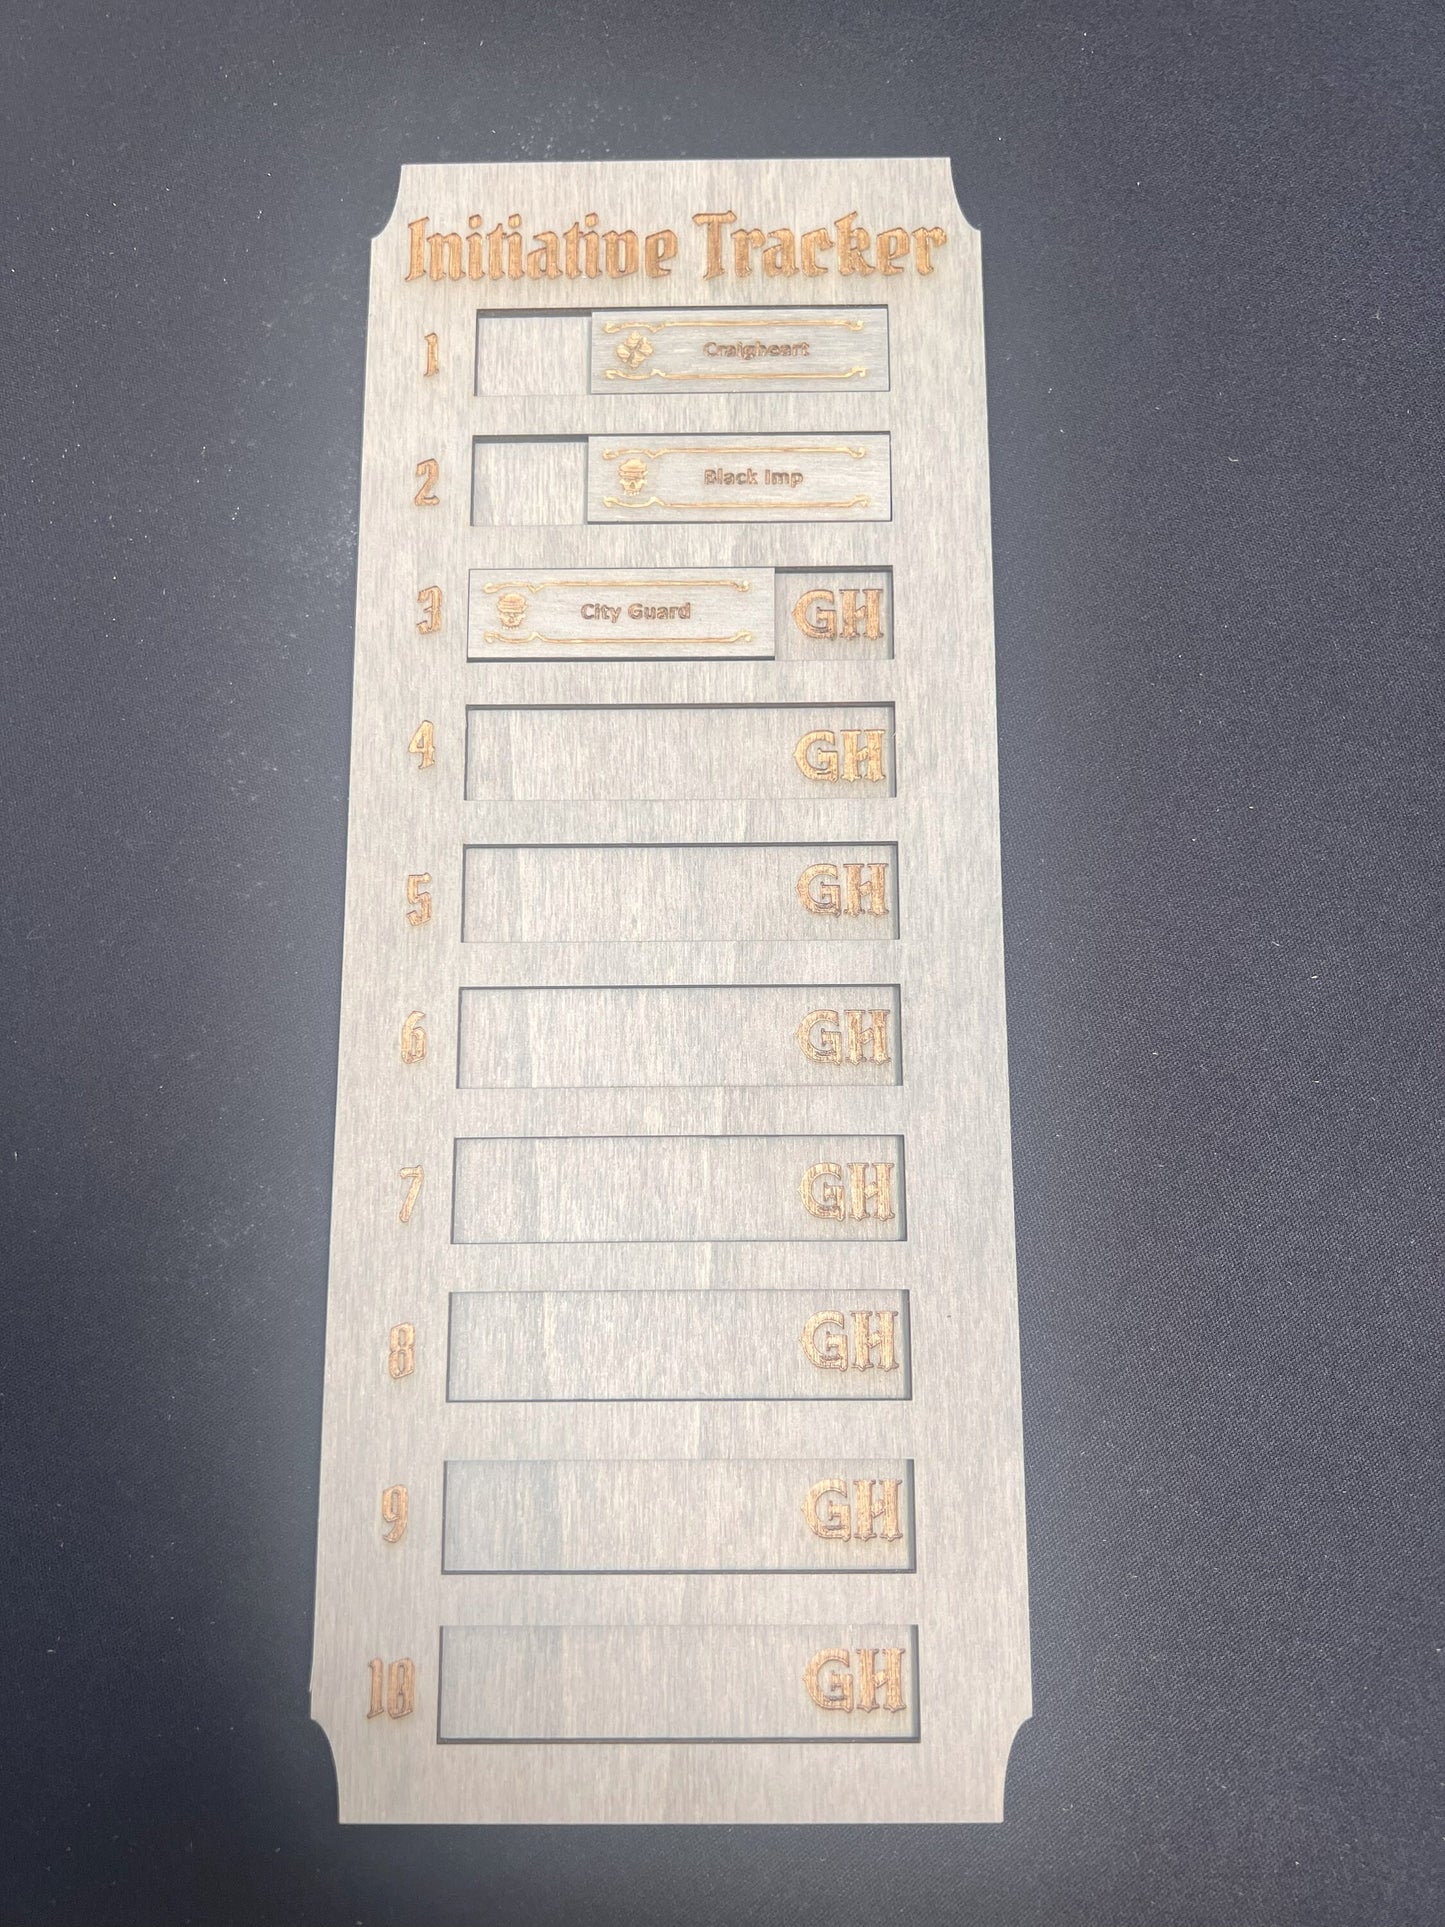 Initiative Tracker
1 Craigheart
2 Black Imp
3 City Guard GH
4 GH
5 GH
6 GH
7 GH
8 GH
9 GH
10 GH